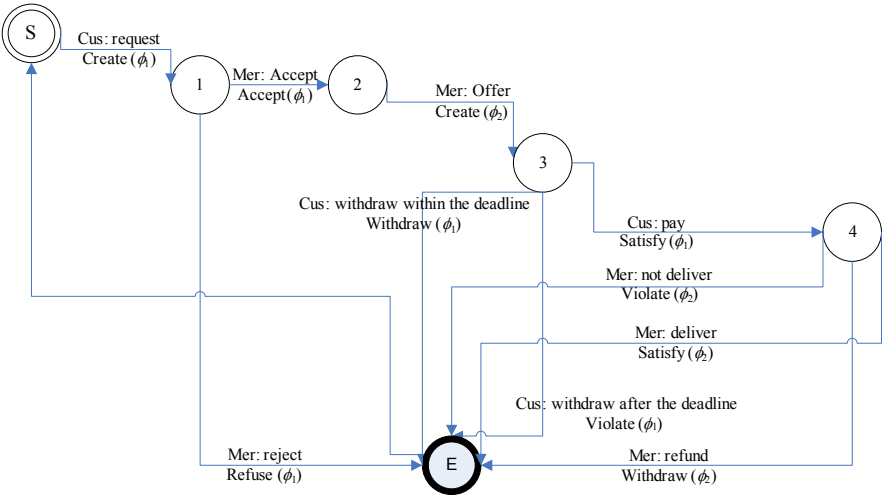 S
Cus: request
Create (ϕ1)
1
Mer: Accept
Accept(ϕ1)
2
Mer: Offer
Create (ϕ2)
3
Cus: withdraw within the deadline
Withdraw (ϕ1)
Cus: pay
Satisfy (ϕ1)
4
Mer: not deliver
Violate (ϕ2)
Mer: deliver
Satisfy (ϕ2)
Cus: withdraw after the deadline
Violate (ϕ1)
Mer: reject
Refuse (ϕ1)
E
Mer: refund
Withdraw (ϕ2)